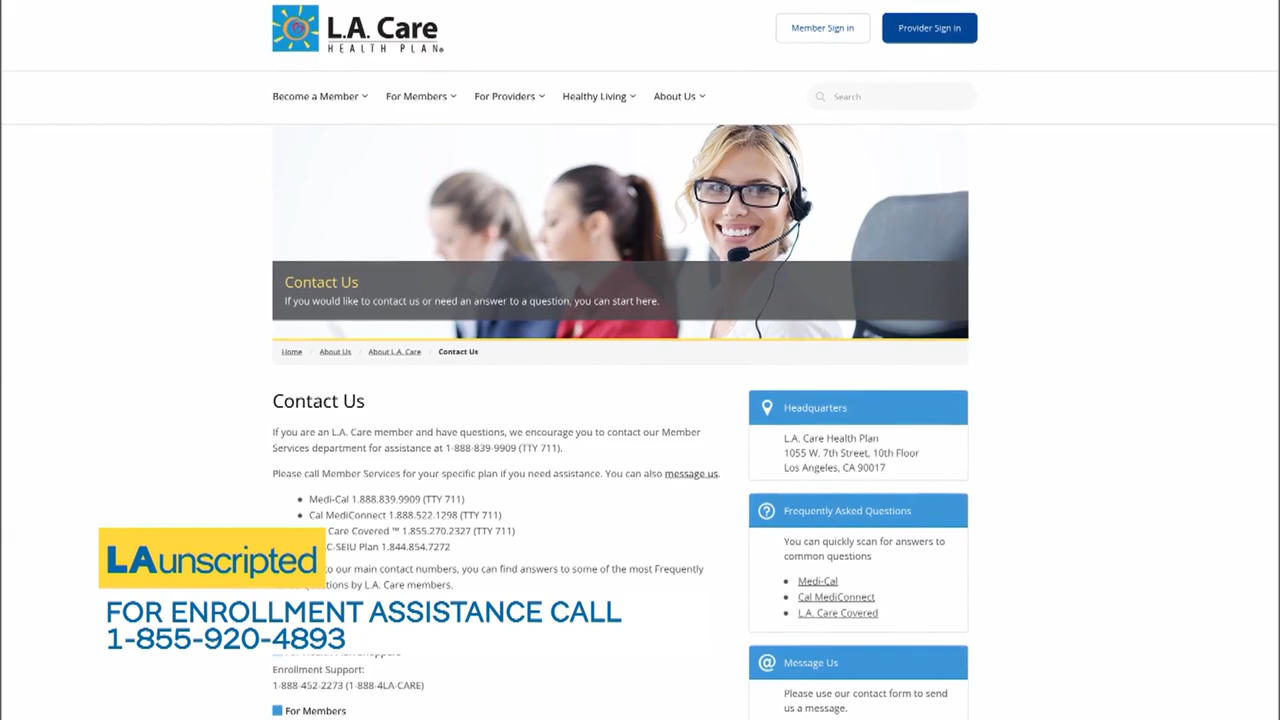 L.A. Care
HEALTH PLAN®
Member Sign in
Provider Sign in
Become a Member
For Members
For Providers
Healthy Living
About Us
Search
Contact Us
If you would like to contact us or need an answer to a question, you can start here.
Home / About Us / About L.A. Care / Contact Us
Contact Us
If you are an L.A. Care member and have questions, we encourage you to contact our Member
Services department for assistance at 1-888-839-9909 (TTY 711).
Please call Member Services for your specific plan if you need assistance. You can also message us.
Medi-Cal 1.888.839.9909 (TTY 711)
Cal MediConnect 1.888.522.1298 (TTY 711)
Care Covered ™ 1.855.270.2327 (TTY 711)
C-SEIU Plan 1.844.854.7272
to our main contact numbers, you can find answers to some of the most Frequently
by L.A. Care members.
LAunscripted
FOR ENROLLMENT ASSISTANCE CALL
1-855-920-4893
Enrollment Support:
1-888-452-2273 (1-888-4LA-CARE)
For Members
Headquarters
L.A. Care Health Plan
1055 W. 7th Street, 10th Floor
Los Angeles, CA 90017
Frequently Asked Questions
You can quickly scan for answers to
common questions
Medi-Cal
Cal MediConnect
L.A. Care Covered
Message Us
Please use our contact form to send
us a message.